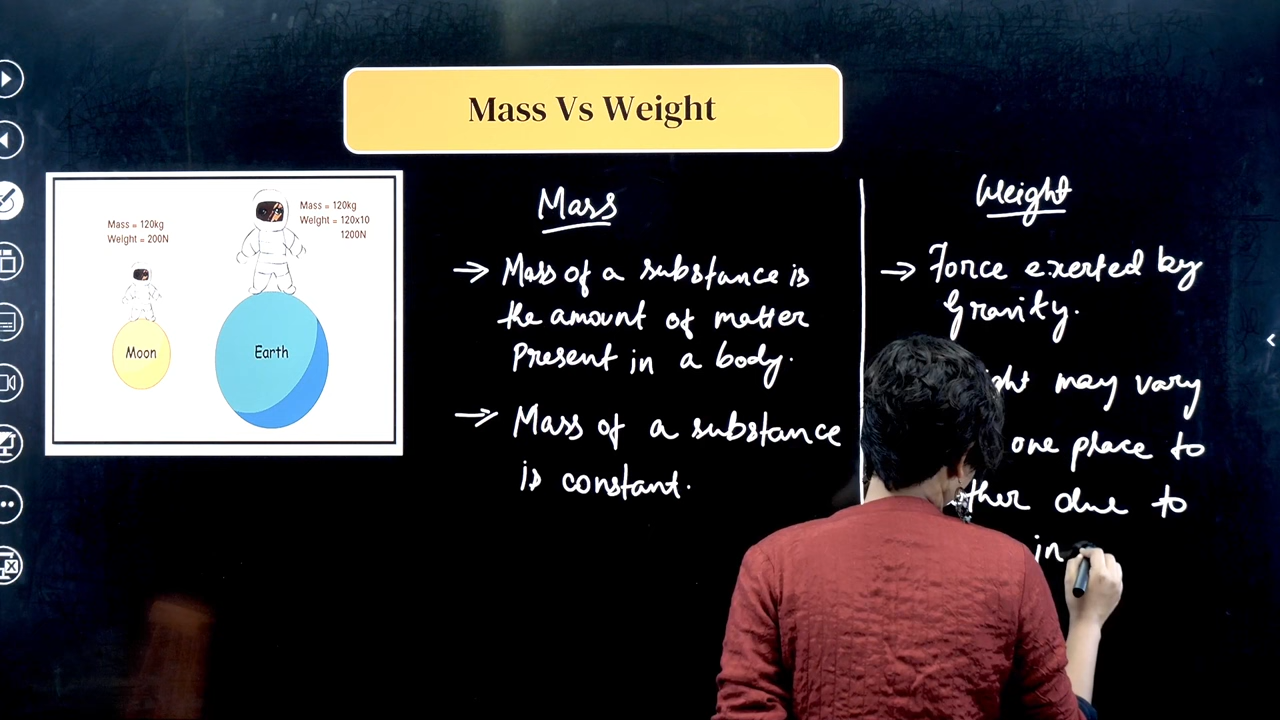 Mass Vs Weight
Mass = 120kg
Weight = 200N
Mass = 120kg
Weight = 120x10
1200N
Moon
Earth
Mass
→ Mass of a substance is
the amount of matter
Present in a body.
→ Mass of a substance
is constant.
Weight
→ Force exerted by
Gravity.
may vary
one place to
due to
in